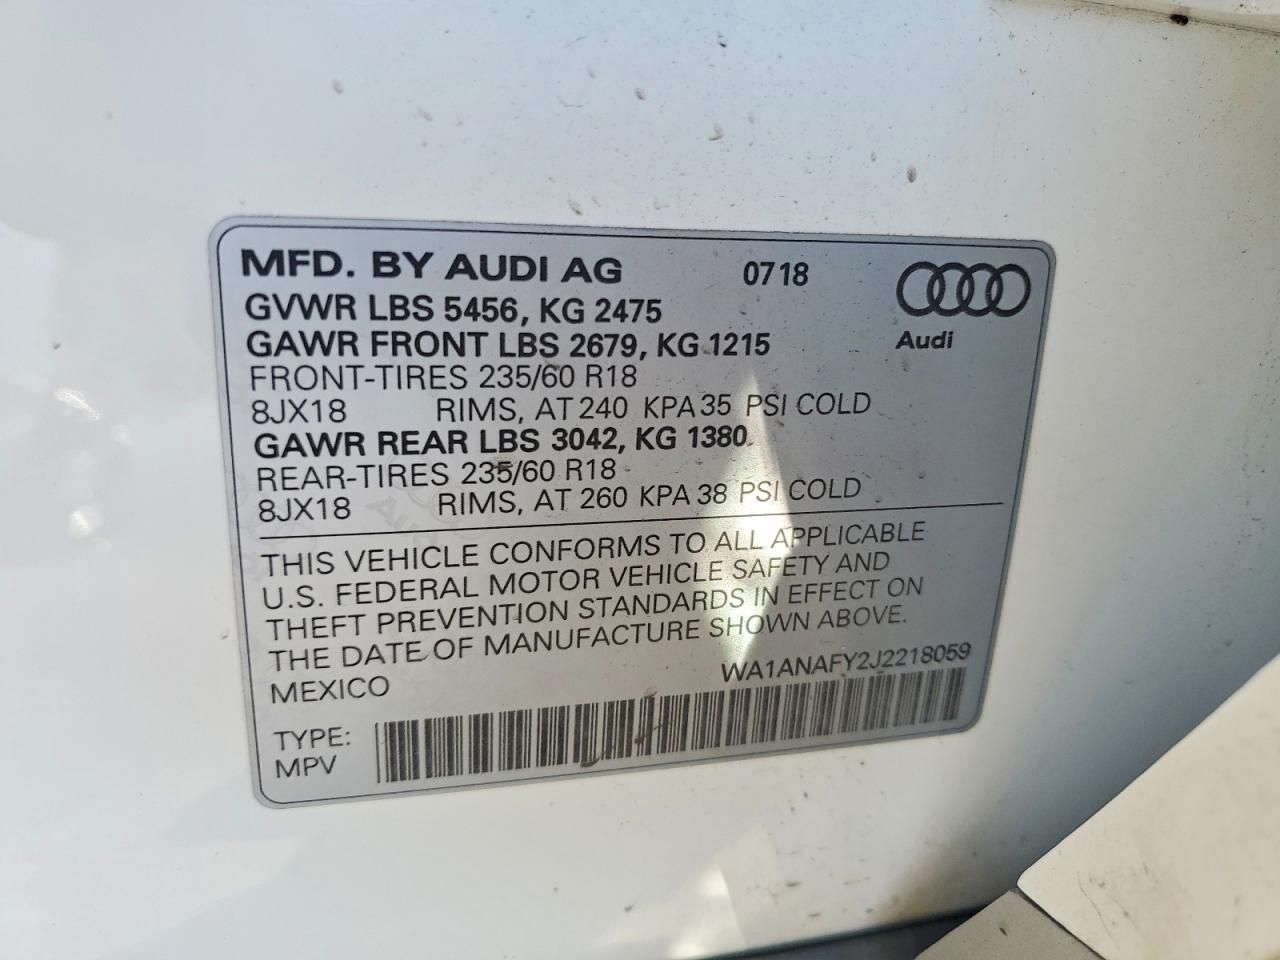 MFD. BY AUDI AG 0718
GVWR LBS 5456, KG 2475
GAWR FRONT LBS 2679, KG 1215
Audi
FRONT-TIRES 235/60 R18
8JX18 RIMS, AT 240 KPA 35 PSI COLD
GAWR REAR LBS 3042, KG 1380
REAR-TIRES 235/60 R18
8JX18 RIMS, AT 260 KPA 38 PSI COLD
THIS VEHICLE CONFORMS TO ALL APPLICABLE
U.S. FEDERAL MOTOR VEHICLE SAFETY AND
THEFT PREVENTION STANDARDS IN EFFECT ON
THE DATE OF MANUFACTURE SHOWN ABOVE.
MEXICO WA1ANAFY2J2218059
TYPE:
MPV